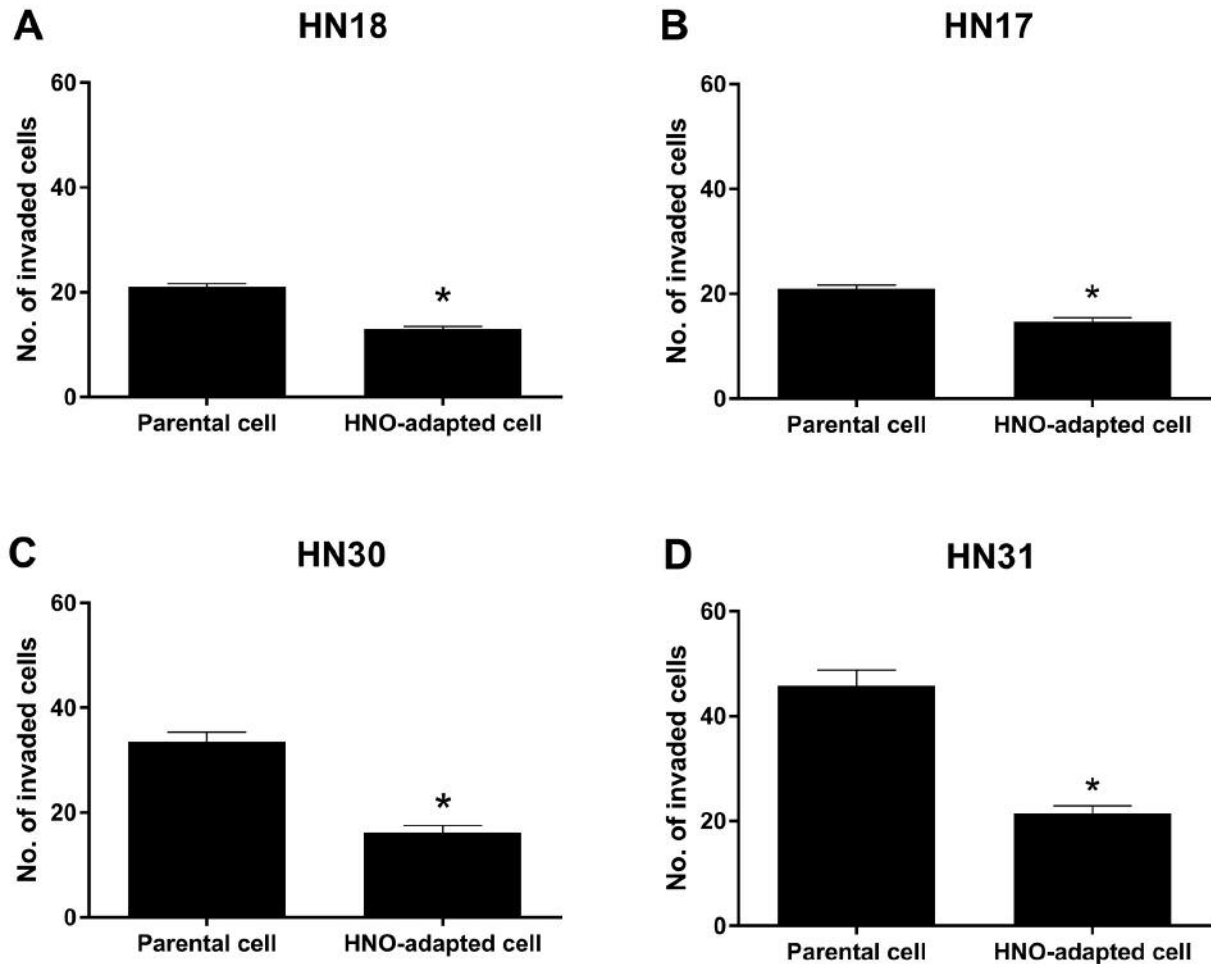 A
HN18
No. of invaded cells
60
40
20
0
*
Parental cell
HNO-adapted cell
B
HN17
No. of invaded cells
60
40
20
0
*
Parental cell
HNO-adapted cell
C
HN30
No. of invaded cells
60
40
20
0
*
Parental cell
HNO-adapted cell
D
HN31
No. of invaded cells
60
40
20
0
*
Parental cell
HNO-adapted cell